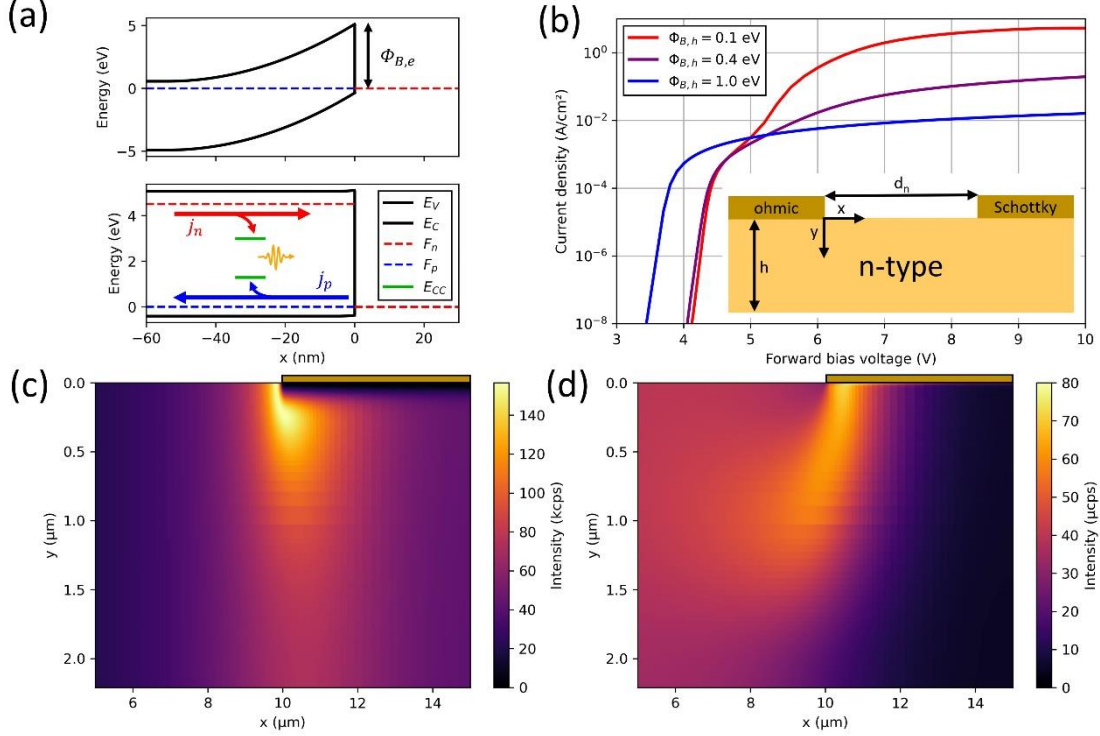 (a)
5
0
−5
Energy (eV)
Φ_{B,e}
−60 −40 −20 0 20
x (nm)
4
2
0
Energy (eV)
j_n
j_p
E_V
E_C
F_n
F_p
E_{CC}
(b)
Φ_{B,h} = 0.1 eV
Φ_{B,h} = 0.4 eV
Φ_{B,h} = 1.0 eV
10^0
10^{−2}
10^{−4}
10^{−6}
10^{−8}
Current density (A/cm²)
3 4 5 6 7 8 9 10
Forward bias voltage (V)
d_n
ohmic
Schottky
x
y
h
n-type
(c)
0.0
0.5
1.0
1.5
2.0
y (μm)
6 8 10 12 14
x (μm)
140
120
100
80
60
40
20
0
Intensity (kcps)
(d)
0.0
0.5
1.0
1.5
2.0
y (μm)
6 8 10 12 14
x (μm)
80
70
60
50
40
30
20
10
0
Intensity (μcps)